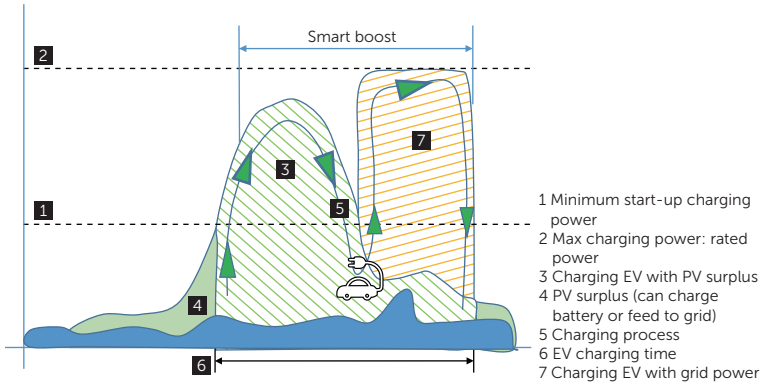 Smart boost
2
7
3
1
5
4
6
1 Minimum start-up charging
power
2 Max charging power: rated
power
3 Charging EV with PV surplus
4 PV surplus (can charge
battery or feed to grid)
5 Charging process
6 EV charging time
7 Charging EV with grid power